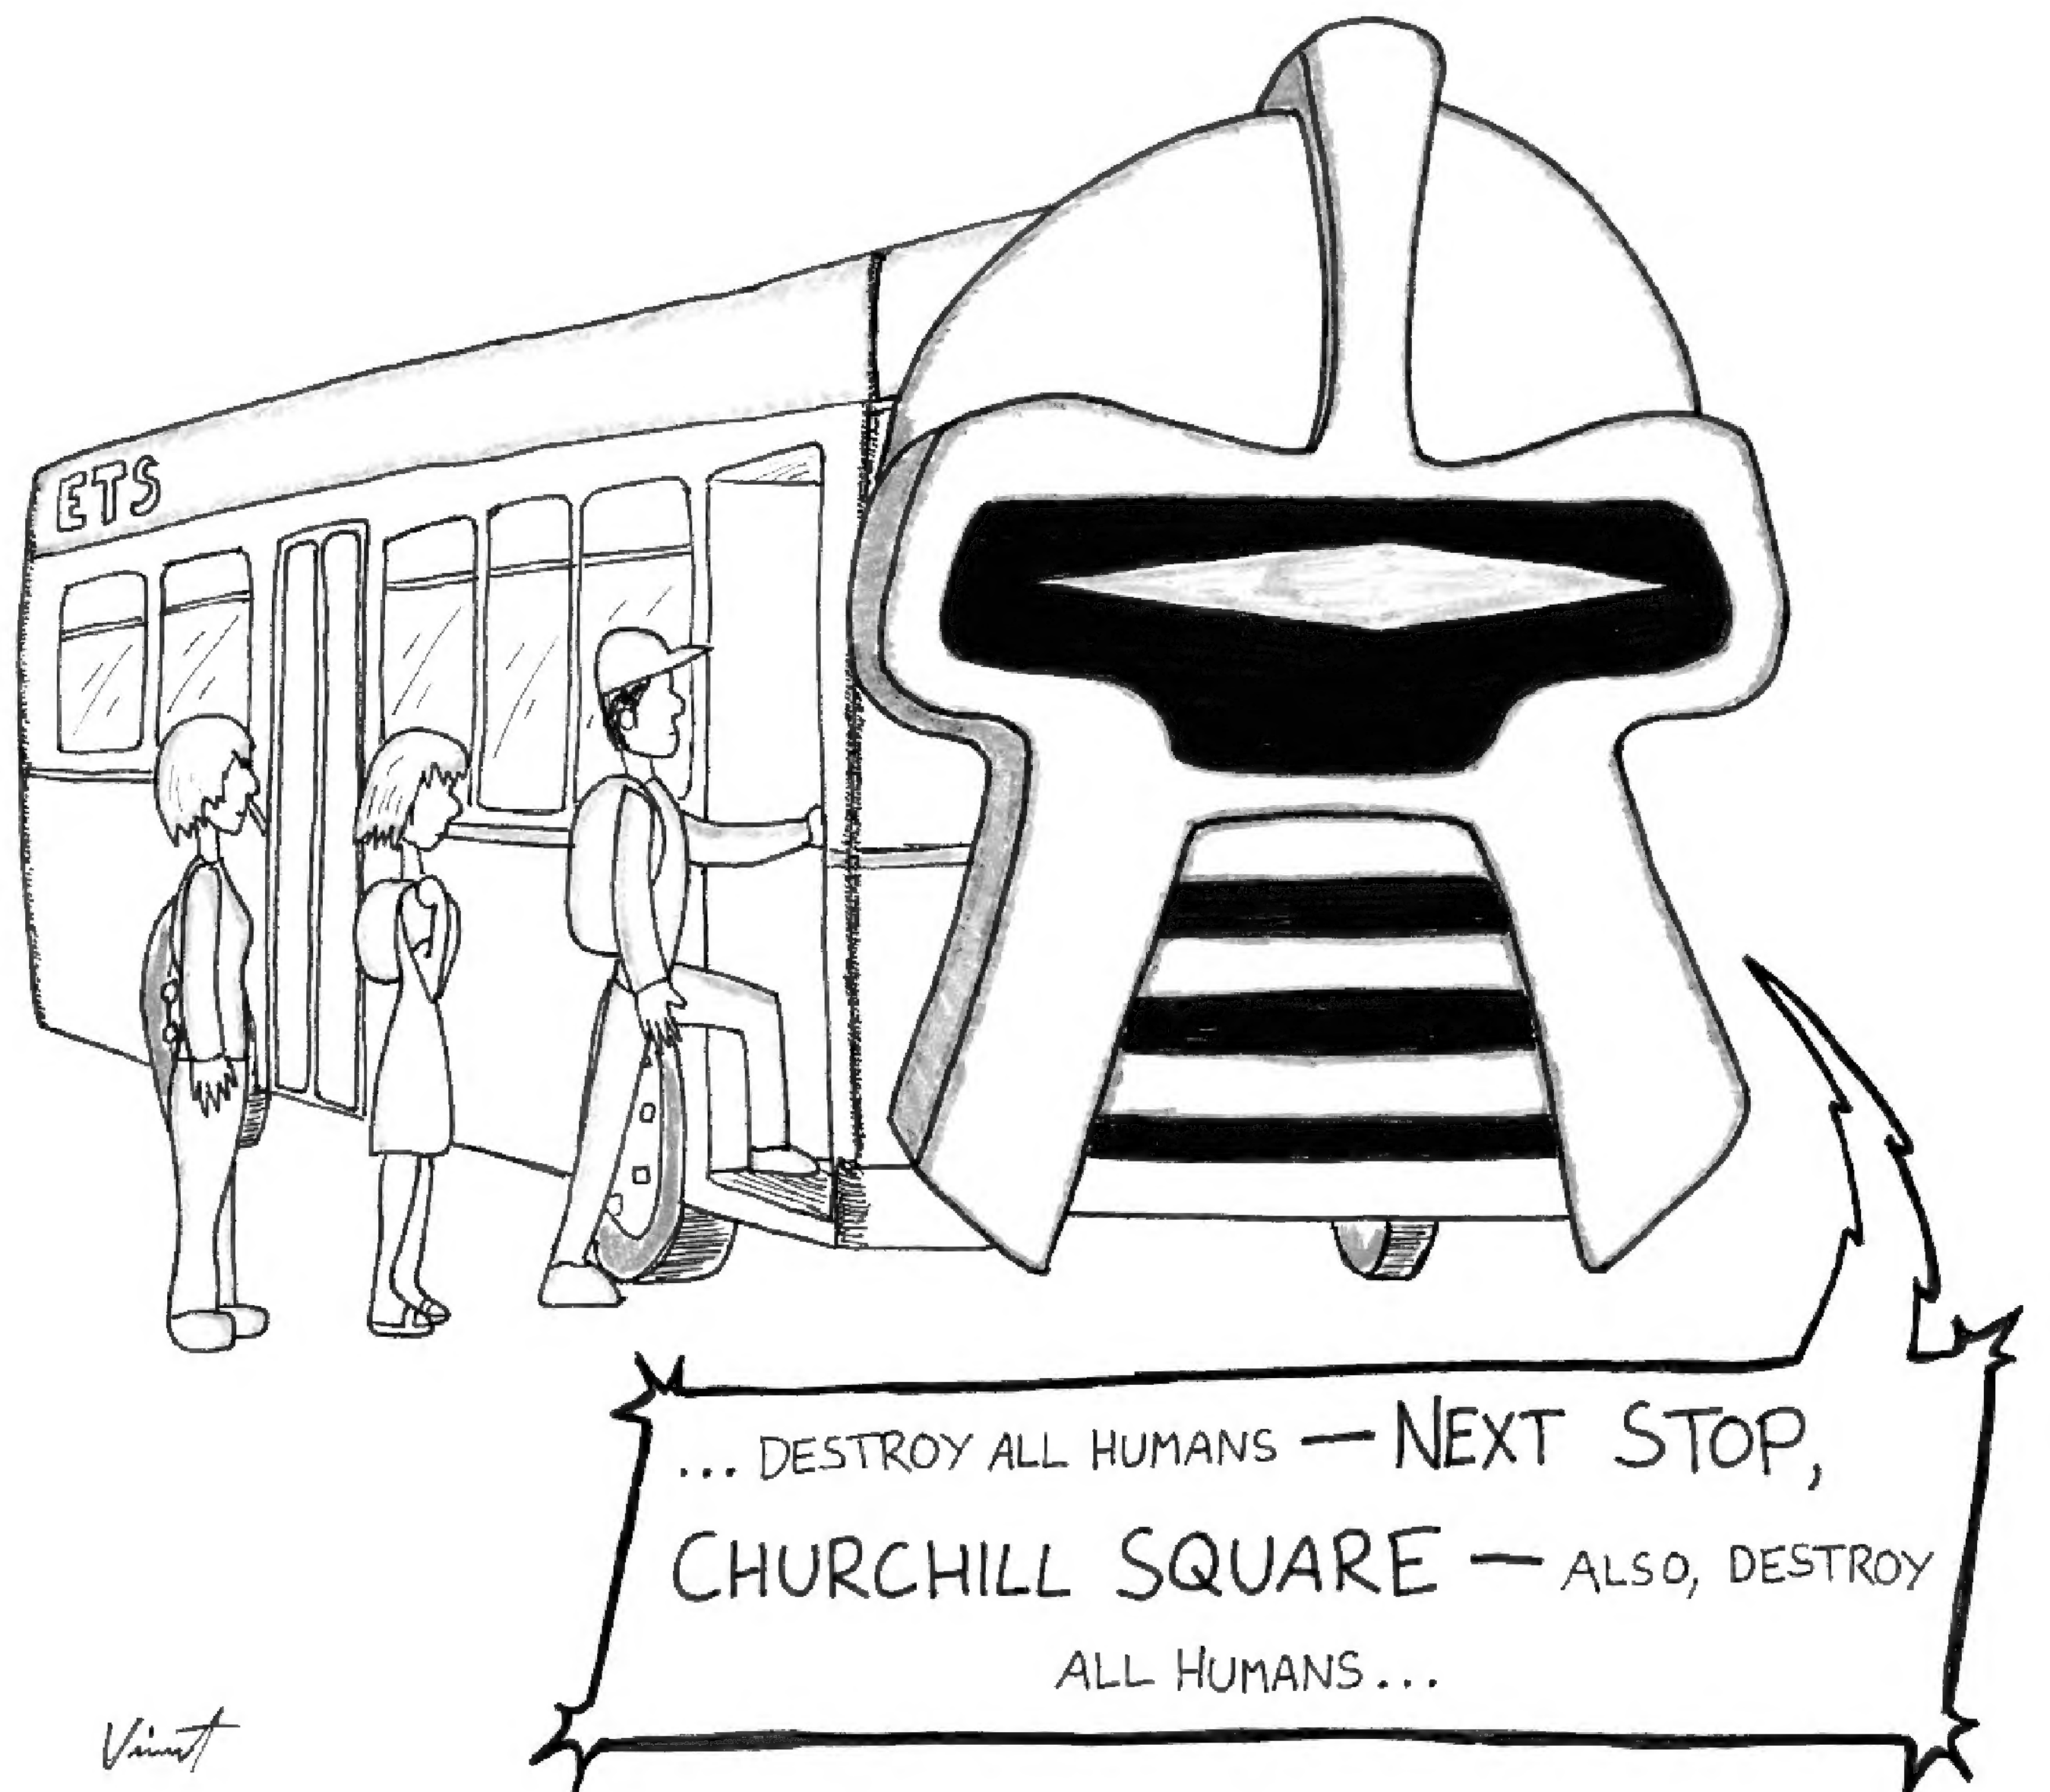 ETS
... DESTROY ALL HUMANS — NEXT STOP,
CHURCHILL SQUARE — ALSO, DESTROY
ALL HUMANS...